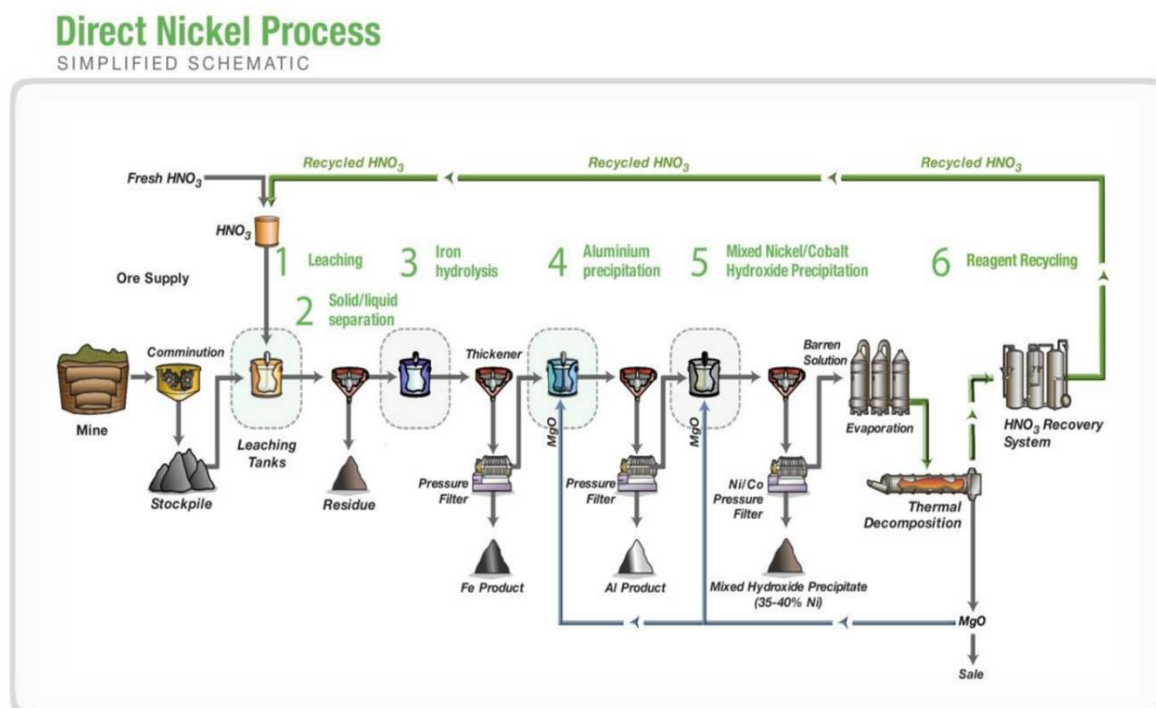 Direct Nickel Process
SIMPLIFIED SCHEMATIC
Recycled HNO3
Recycled HNO3
Recycled HNO3
Fresh HNO3
HNO3
1 Leaching
2 Solid/liquid
separation
3 Iron
hydrolysis
4 Aluminium
precipitation
5 Mixed Nickel/Cobalt
Hydroxide Precipitation
6 Reagent Recycling
Ore Supply
Comminution
Thickener
Barren
Solution
Mine
Leaching
Tanks
MgO
MgO
Evaporation
HNO3 Recovery
System
Stockpile
Residue
Pressure
Filter
Pressure
Filter
Ni/Co
Pressure
Filter
Thermal
Decomposition
Fe Product
Al Product
Mixed Hydroxide Precipitate
(35-40% Ni)
MgO
Sale